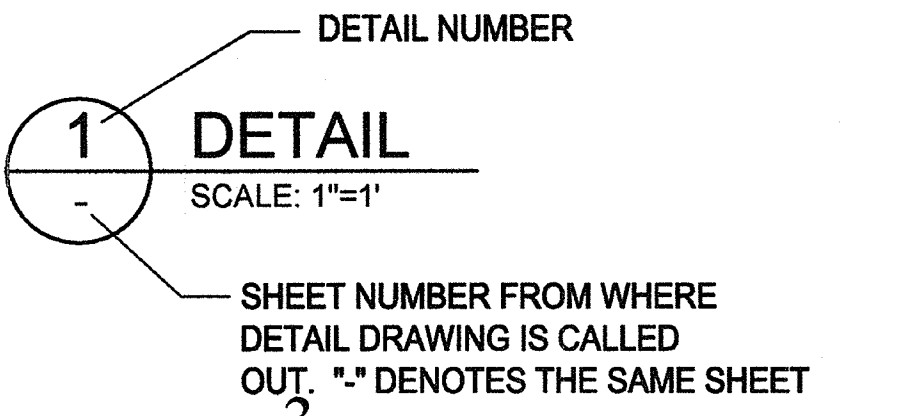 DETAIL NUMBER
1 DETAIL
- SCALE: 1"=1'
SHEET NUMBER FROM WHERE
DETAIL DRAWING IS CALLED
OUT. "-" DENOTES THE SAME SHEET